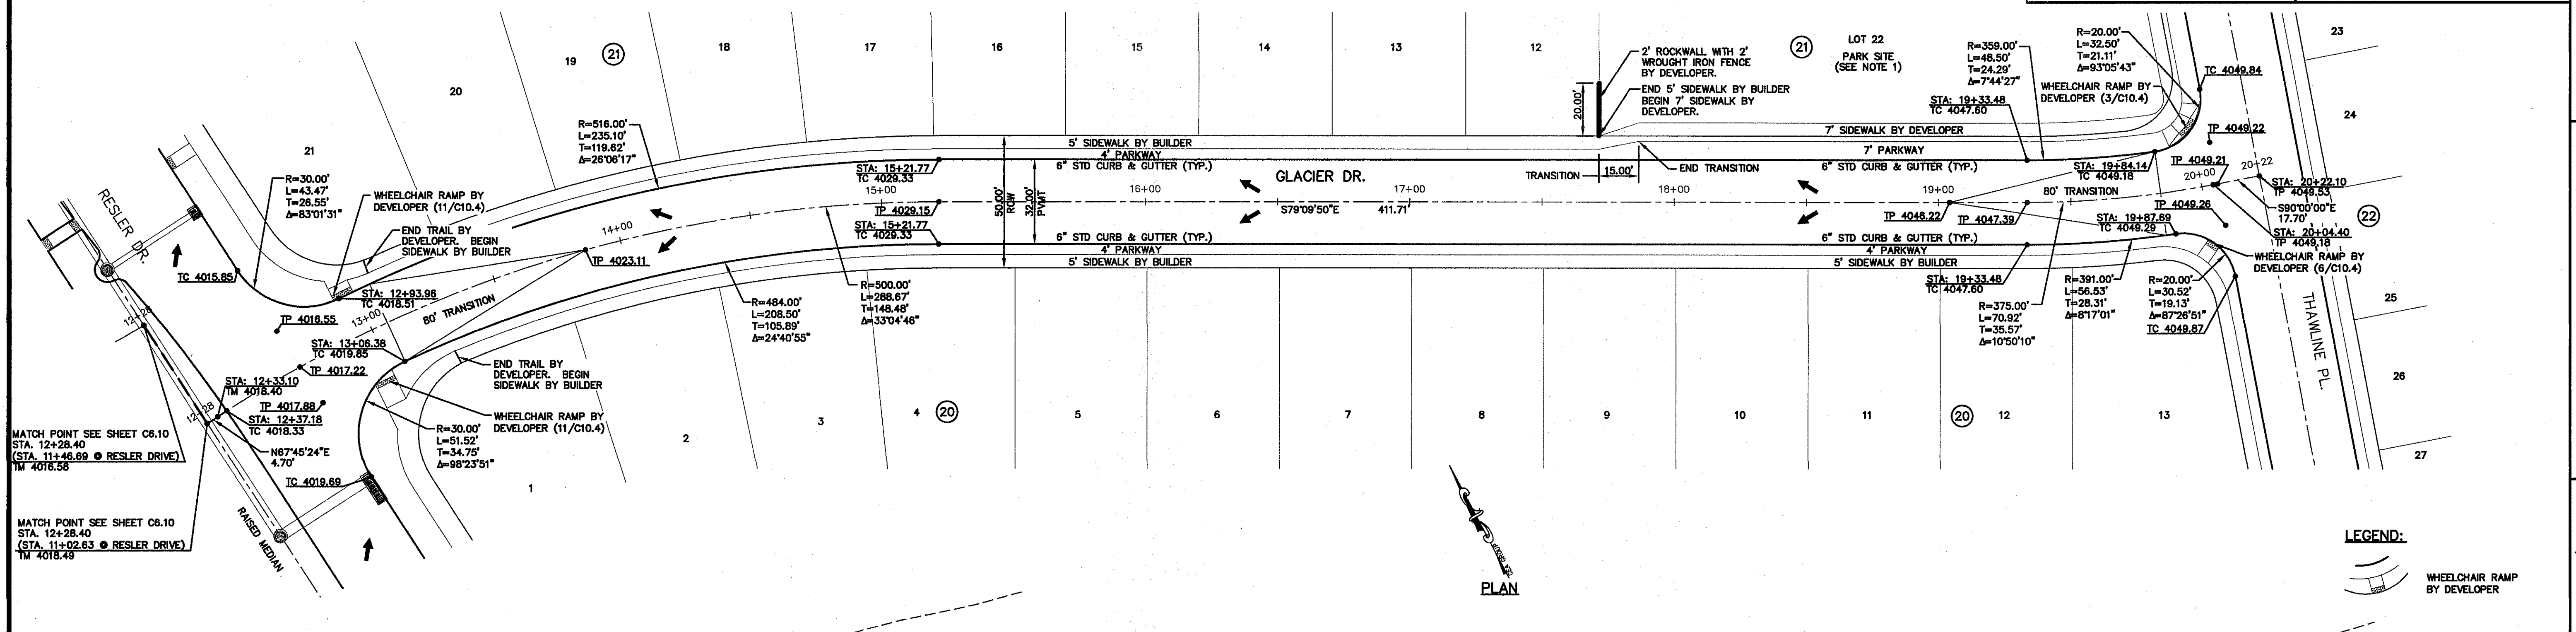 21
20
19
21
18
17
16
15
14
13
12
21
LOT 22
PARK SITE
(SEE NOTE 1)
23
24
2' ROCKWALL WITH 2'
WROUGHT IRON FENCE
BY DEVELOPER.
END 5' SIDEWALK BY BUILDER
BEGIN 7' SIDEWALK BY
DEVELOPER.
20.00'
R=359.00'
L=48.50'
T=24.29'
Δ=7°44'27"
R=20.00'
L=32.50'
T=21.11'
Δ=93°05'43"
TC 4049.84
WHEELCHAIR RAMP BY
DEVELOPER (3/C10.4)
STA: 19+33.48
TC 4047.60
TP 4049.22
R=516.00'
L=235.10'
T=119.62'
Δ=26°06'17"
RESLER DR.
R=30.00'
L=43.47'
T=26.55'
Δ=83°01'31"
WHEELCHAIR RAMP BY
DEVELOPER (11/C10.4)
END TRAIL BY
DEVELOPER. BEGIN
SIDEWALK BY BUILDER
5' SIDEWALK BY BUILDER
4' PARKWAY
6" STD CURB & GUTTER (TYP.)
STA: 15+21.77
TC 4029.33
15+00
TP 4029.15
STA: 15+21.77
TC 4029.33
50.00'
ROW
32.00'
PVMT
16+00
GLACIER DR.
17+00
S79°09'50"E
411.71'
TRANSITION
15.00'
END TRANSITION
18+00
7' SIDEWALK BY DEVELOPER
7' PARKWAY
6" STD CURB & GUTTER (TYP.)
STA: 19+84.14
TC 4049.18
TP 4049.21
20+00
20+22
19+00
80' TRANSITION
STA: 20+22.10
TP 4049.53
TP 4046.22
TP 4047.39
TP 4049.26
S90°00'00"E
17.70'
22
STA: 19+87.69
TC 4049.29
STA: 20+04.40
TP 4049.18
6" STD CURB & GUTTER (TYP.)
4' PARKWAY
5' SIDEWALK BY BUILDER
6" STD CURB & GUTTER (TYP.)
4' PARKWAY
5' SIDEWALK BY BUILDER
WHEELCHAIR RAMP BY
DEVELOPER (6/C10.4)
STA: 19+33.48
TC 4047.60
R=375.00'
L=70.92'
T=35.57'
Δ=10°50'10"
R=391.00'
L=56.53'
T=28.31'
Δ=8°17'01"
R=20.00'
L=30.52'
T=19.13'
Δ=87°26'51"
TC 4049.87
THAWLINE PL.
25
26
27
TC 4015.85
14+00
TP 4023.11
STA: 12+93.96
TC 4018.51
80' TRANSITION
13+00
TP 4016.55
12+28
STA: 13+06.38
TC 4019.85
TP 4017.22
R=500.00'
L=288.67'
T=148.48'
Δ=33°04'46"
R=484.00'
L=208.50'
T=105.89'
Δ=24°40'55"
END TRAIL BY
DEVELOPER. BEGIN
SIDEWALK BY BUILDER
STA: 12+33.10
TM 4018.40
12+28
TP 4017.88
STA: 12+37.18
TC 4018.33
WHEELCHAIR RAMP BY
DEVELOPER (11/C10.4)
R=30.00'
L=51.52'
T=34.75'
Δ=98°23'51"
N67°45'24"E
4.70'
MATCH POINT SEE SHEET C6.10
STA. 12+28.40
(STA. 11+46.69 @ RESLER DRIVE)
TM 4016.58
TC 4019.69
RAISED MEDIAN
MATCH POINT SEE SHEET C6.10
STA. 12+28.40
(STA. 11+02.63 @ RESLER DRIVE)
TM 4018.49
1
2
3
4
20
5
6
7
8
9
10
11
20
12
13
CEA GROUP
PLAN
LEGEND:
WHEELCHAIR RAMP
BY DEVELOPER